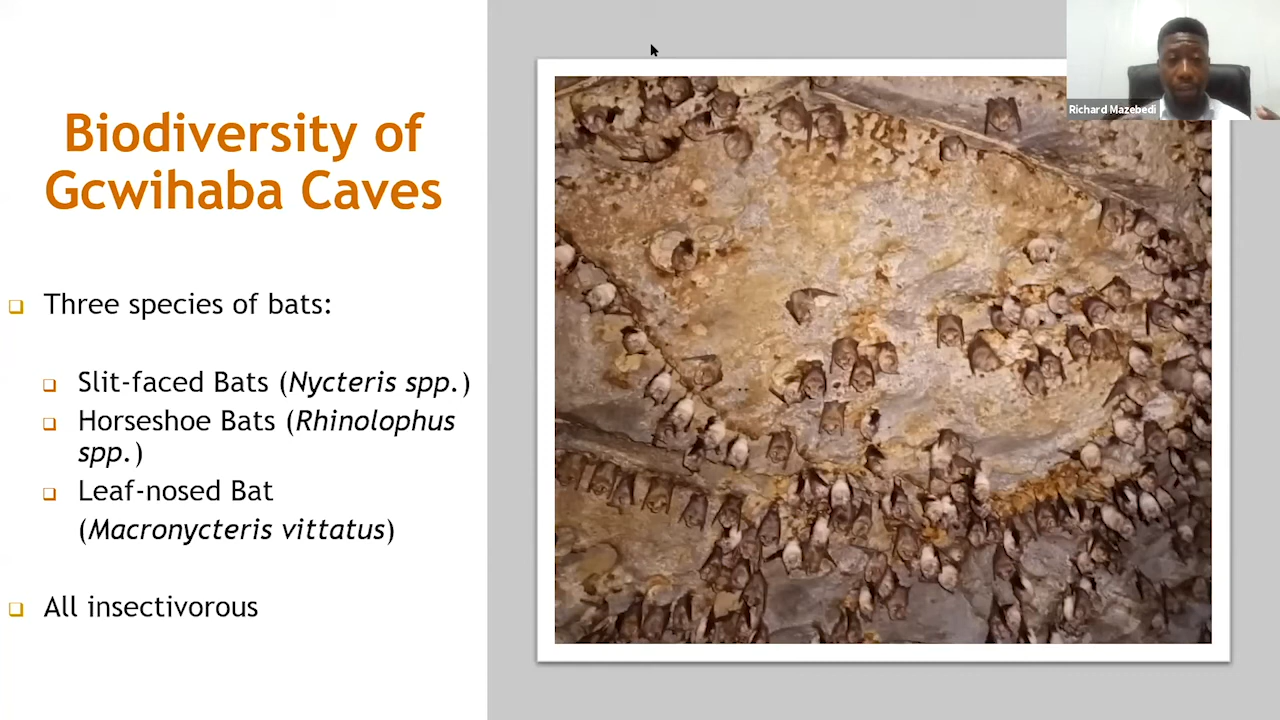 Biodiversity of
Gcwihaba Caves
Three species of bats:
Slit-faced Bats (Nycteris spp.)
Horseshoe Bats (Rhinolophus
spp.)
Leaf-nosed Bat
(Macronycteris vittatus)
All insectivorous
Richard Mazebedi